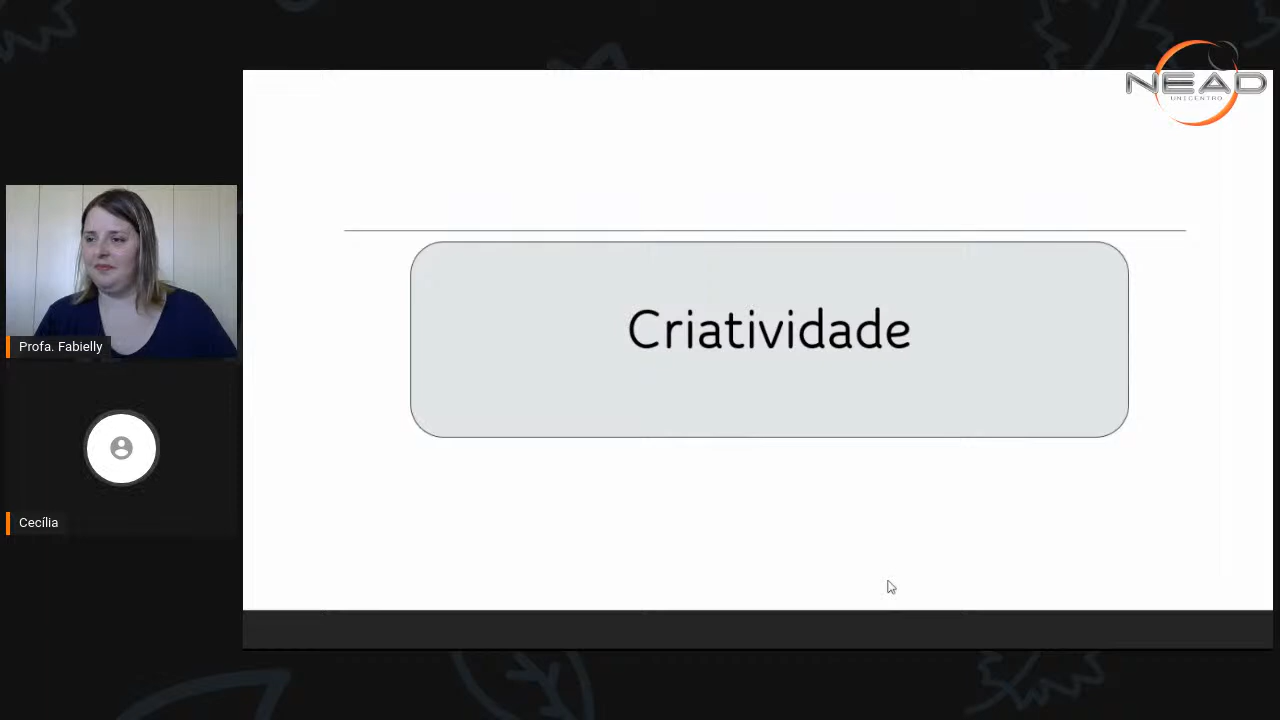 NEAD
UNICENTRO
Criatividade
Profa. Fabielly
Cecília